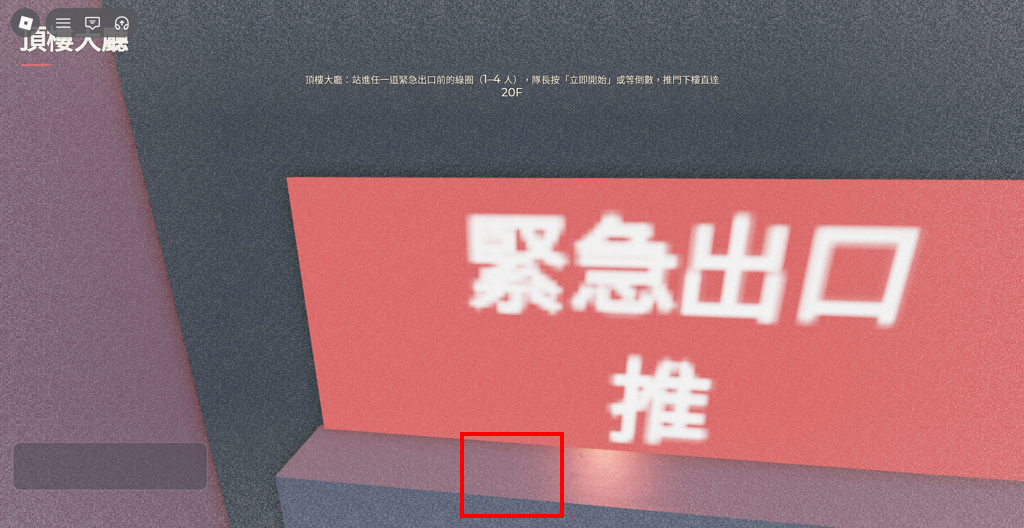 頂樓大廳
頂樓大廳：站進任一道緊急出口前的綠圈（1–4 人），隊長按「立即開始」或等倒數，推門下樓直達
20F
緊急出口
推